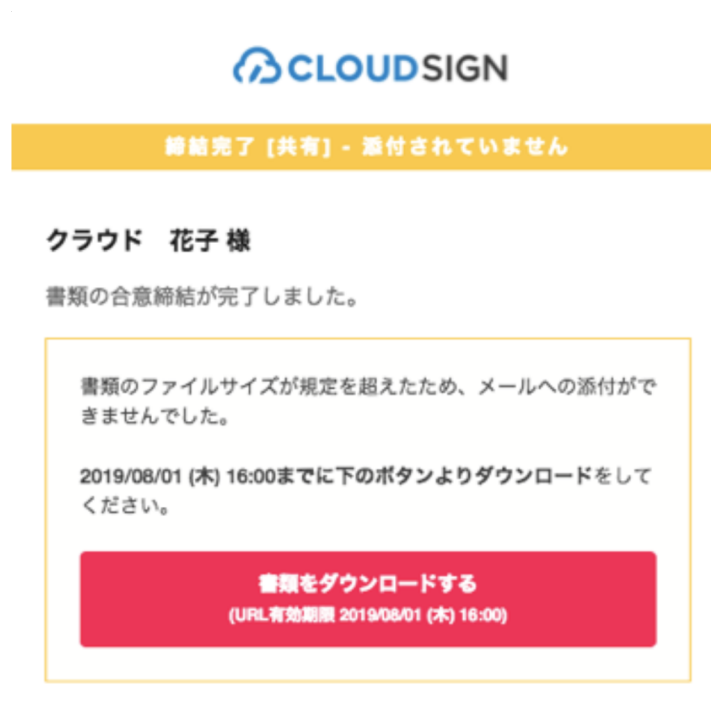 CLOUDSIGN
締結完了 [共有] - 添付されていません
クラウド　花子 様
書類の合意締結が完了しました。
書類のファイルサイズが規定を超えたため、メールへの添付がで
きませんでした。
2019/08/01 (木) 16:00までに下のボタンよりダウンロードをして
ください。
書類をダウンロードする
(URL有効期限 2019/08/01 (木) 16:00)